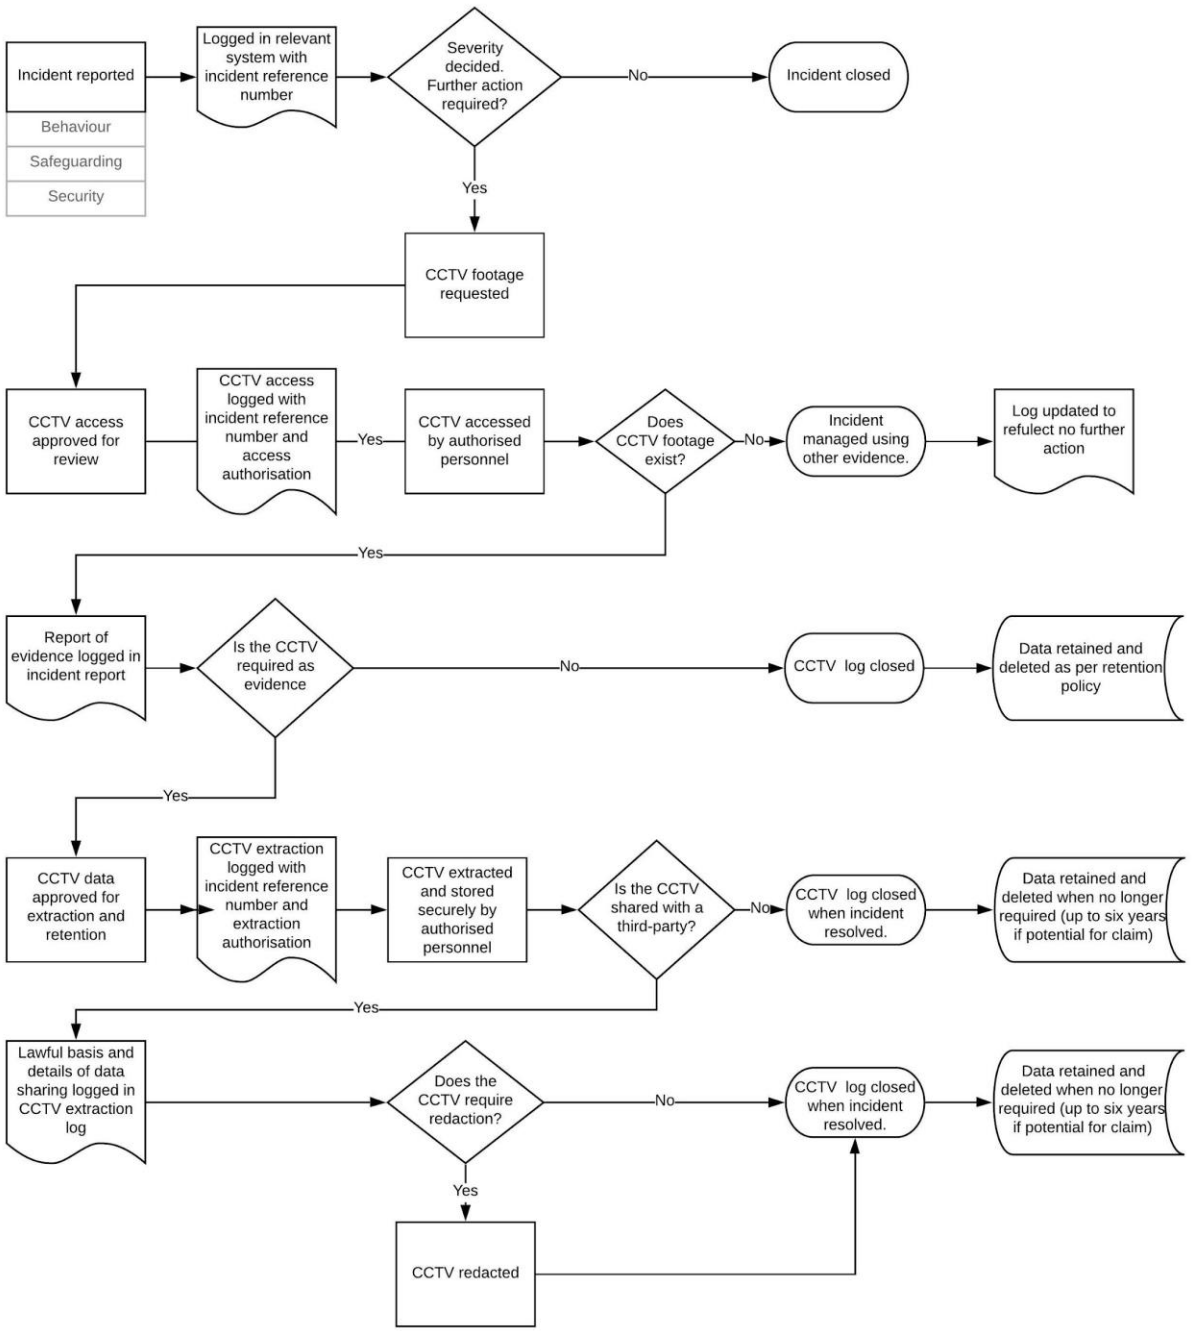 Incident reported
Behaviour
Safeguarding
Security
Logged in relevant
system with
incident reference
number
Severity
decided.
Further action
required?
No
Incident closed
Yes
CCTV footage
requested
CCTV access
approved for
review
CCTV access
logged with
incident reference
number and
access
authorisation
Yes
CCTV accessed
by authorised
personnel
Does
CCTV footage
exist?
No
Incident
managed using
other evidence.
Log updated to
refulect no further
action
Yes
Report of
evidence logged in
incident report
Is the CCTV
required as
evidence
No
CCTV log closed
Data retained and
deleted as per retention
policy
Yes
CCTV data
approved for
extraction and
retention
CCTV extraction
logged with
incident reference
number and
extraction
authorisation
CCTV extracted
and stored
securely by
authorised
personnel
Is the CCTV
shared with a
third-party?
No
CCTV log closed
when incident
resolved.
Data retained and
deleted when no longer
required (up to six years
if potential for claim)
Yes
Lawful basis and
details of data
sharing logged in
CCTV extraction
log
Does the
CCTV require
redaction?
No
CCTV log closed
when incident
resolved.
Data retained and
deleted when no longer
required (up to six years
if potential for claim)
Yes
CCTV redacted